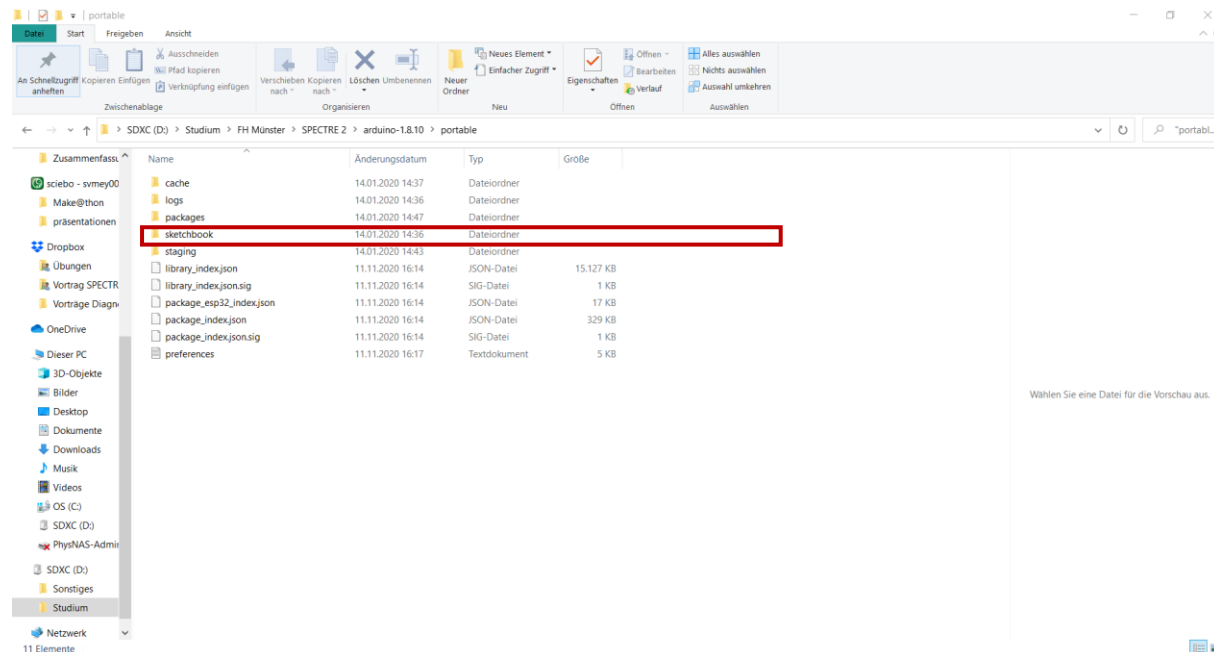 portable
Datei Start Freigeben Ansicht
An Schnellzugriff anheften
Kopieren
Einfügen
Ausschneiden
Pfad kopieren
Verknüpfung einfügen
Zwischenablage
Verschieben nach
Kopieren nach
Löschen
Umbenennen
Organisieren
Neuer Ordner
Neues Element
Einfacher Zugriff
Neu
Eigenschaften
Öffnen
Bearbeiten
Verlauf
Öffnen
Alles auswählen
Nichts auswählen
Auswahl umkehren
Auswählen
SDXC (D:) > Studium > FH Münster > SPECTRE 2 > arduino-1.8.10 > portable
"portabl...
Name Änderungsdatum Typ Größe
cache 14.01.2020 14:37 Dateiordner
logs 14.01.2020 14:36 Dateiordner
packages 14.01.2020 14:47 Dateiordner
sketchbook 14.01.2020 14:36 Dateiordner
staging 14.01.2020 14:43 Dateiordner
library_index.json 11.11.2020 16:14 JSON-Datei 15.127 KB
library_index.json.sig 11.11.2020 16:14 SIG-Datei 1 KB
package_esp32_index.json 11.11.2020 16:14 JSON-Datei 17 KB
package_index.json 11.11.2020 16:14 JSON-Datei 329 KB
package_index.json.sig 11.11.2020 16:14 SIG-Datei 1 KB
preferences 11.11.2020 16:17 Textdokument 5 KB
Zusammenfassu
sciebo - svmey00
Make@thon
präsentationen
Dropbox
Übungen
Vortrag SPECTR
Vorträge Diagn
OneDrive
Dieser PC
3D-Objekte
Bilder
Desktop
Dokumente
Downloads
Musik
Videos
OS (C:)
SDXC (D:)
PhysNAS-Admi
SDXC (D:)
Sonstiges
Studium
Netzwerk
Wählen Sie eine Datei für die Vorschau aus.
11 Elemente